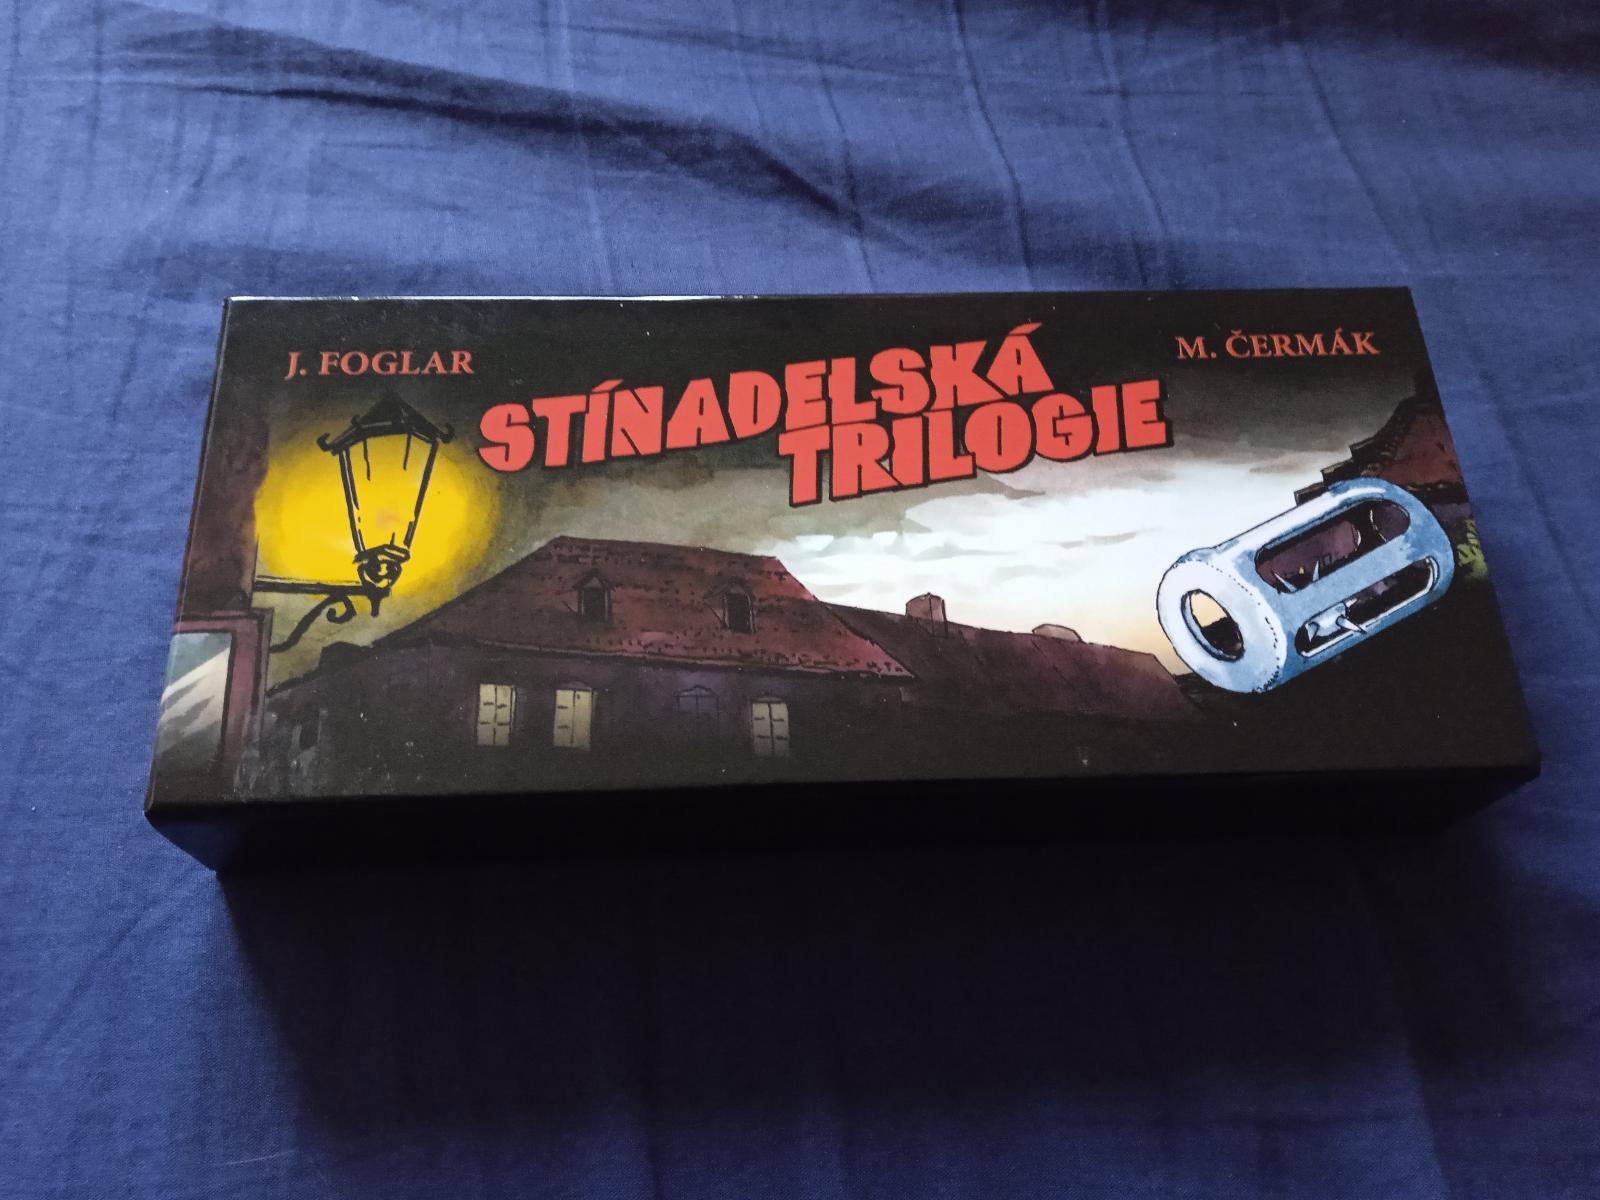 J. FOGLAR
M. ČERMÁK
STÍNADELSKÁ
TRILOGIE